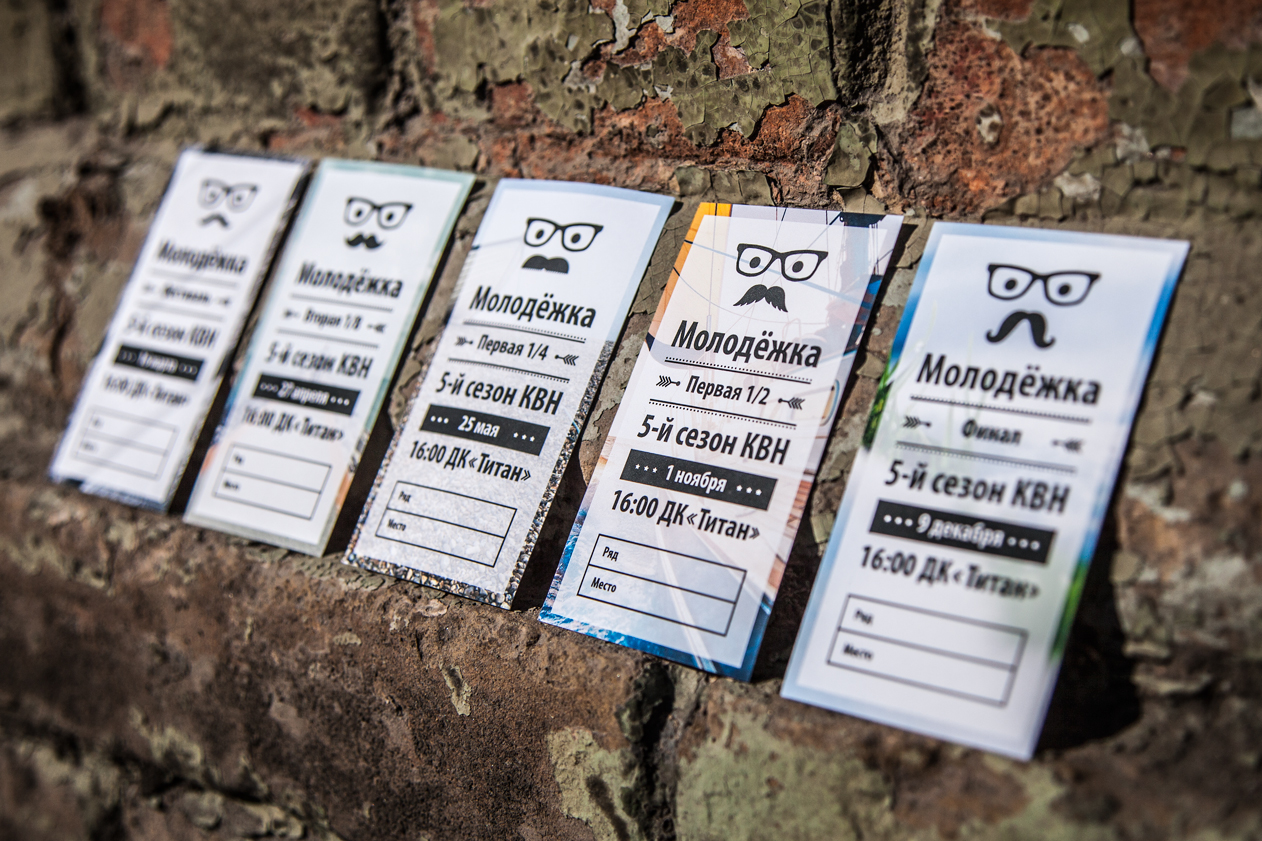 Молодёжка
3-й сезон КВН
16:00 ДК«Титан»
Молодёжка
Вторая 1/8
5-й сезон КВН
27 апреля
16:00 ДК«Титан»
Ряд
Место
Молодёжка
Первая 1/4
5-й сезон КВН
25 мая
16:00 ДК«Титан»
Ряд
Место
Молодёжка
Первая 1/2
5-й сезон КВН
1 ноября
16:00 ДК«Титан»
Ряд
Место
Молодёжка
Финал
5-й сезон КВН
9 декабря
16:00 ДК«Титан»
Ряд
Место